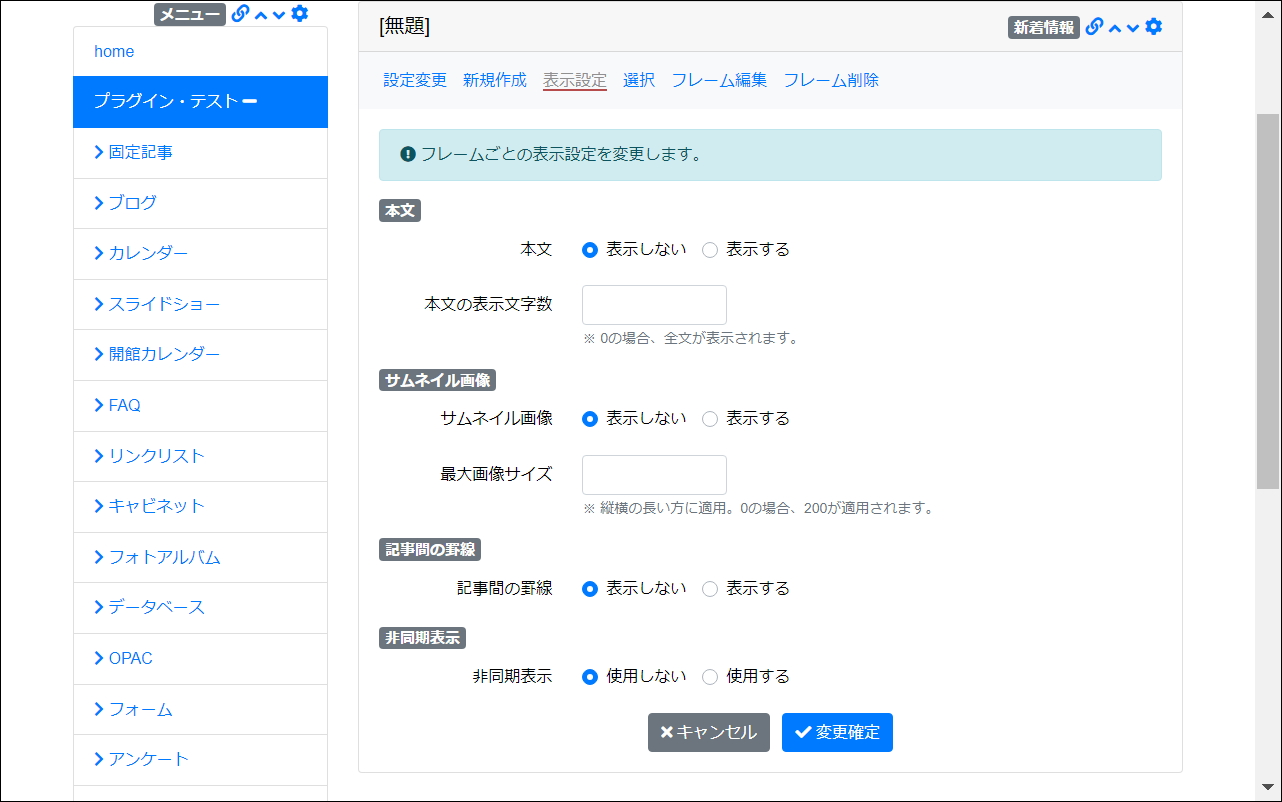 メニュー
home
プラグイン・テスト
固定記事
ブログ
カレンダー
スライドショー
開館カレンダー
FAQ
リンクリスト
キャビネット
フォトアルバム
データベース
OPAC
フォーム
アンケート
[無題]
新着情報
設定変更 新規作成 表示設定 選択 フレーム編集 フレーム削除
フレームごとの表示設定を変更します。
本文
本文 表示しない 表示する
本文の表示文字数
※ 0の場合、全文が表示されます。
サムネイル画像
サムネイル画像 表示しない 表示する
最大画像サイズ
※ 縦横の長い方に適用。0の場合、200が適用されます。
記事間の罫線
記事間の罫線 表示しない 表示する
非同期表示
非同期表示 使用しない 使用する
キャンセル 変更確定